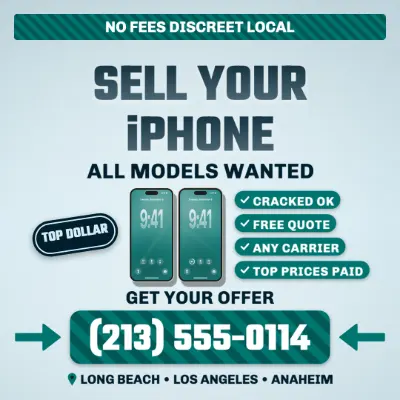 NO FEES DISCREET LOCAL
SELL YOUR
iPHONE
ALL MODELS WANTED
TOP DOLLAR
9:41
9:41
CRACKED OK
FREE QUOTE
ANY CARRIER
TOP PRICES PAID
GET YOUR OFFER
(213) 555-0114
LONG BEACH • LOS ANGELES • ANAHEIM